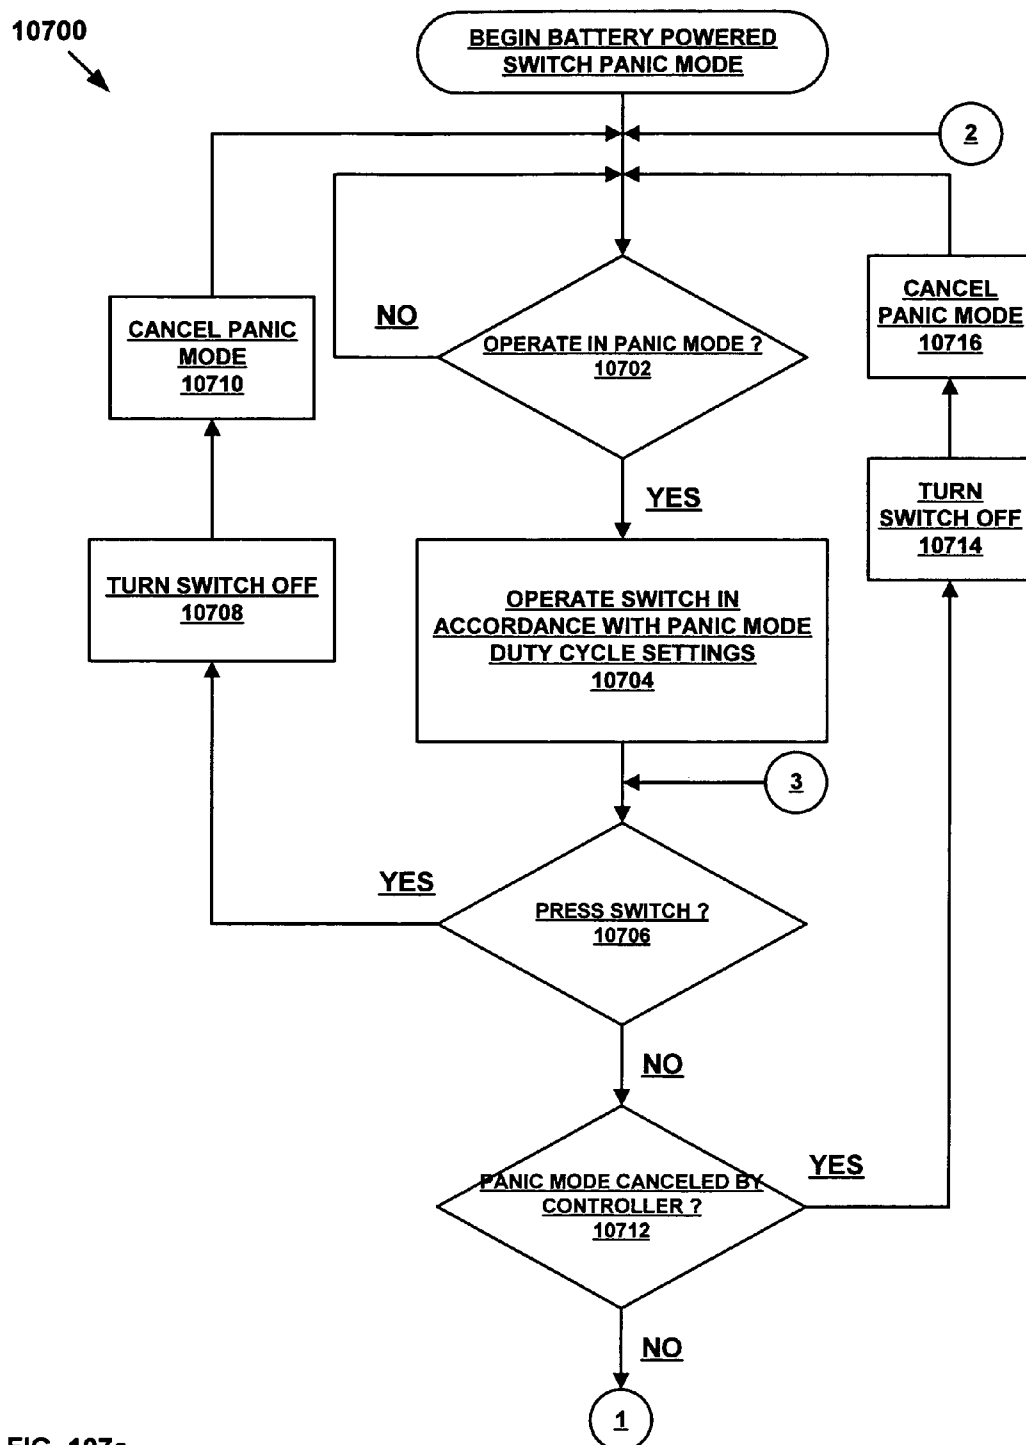 10700
BEGIN BATTERY POWERED
SWITCH PANIC MODE
2
CANCEL PANIC
MODE
10710
NO
OPERATE IN PANIC MODE ?
10702
CANCEL
PANIC MODE
10716
YES
TURN
SWITCH OFF
10714
TURN SWITCH OFF
10708
OPERATE SWITCH IN
ACCORDANCE WITH PANIC MODE
DUTY CYCLE SETTINGS
10704
3
YES
PRESS SWITCH ?
10706
NO
PANIC MODE CANCELED BY
CONTROLLER ?
10712
YES
NO
1